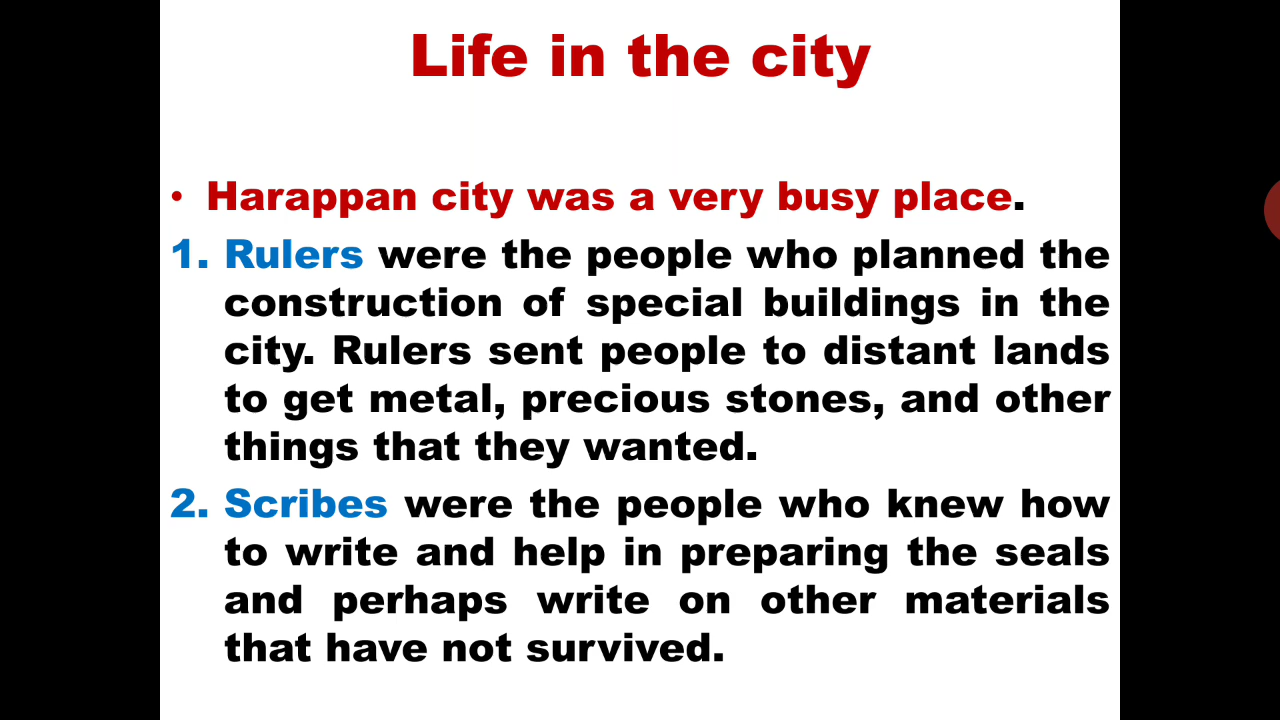 Life in the city
• Harappan city was a very busy place.
1. Rulers were the people who planned the
construction of special buildings in the
city. Rulers sent people to distant lands
to get metal, precious stones, and other
things that they wanted.
2. Scribes were the people who knew how
to write and help in preparing the seals
and perhaps write on other materials
that have not survived.